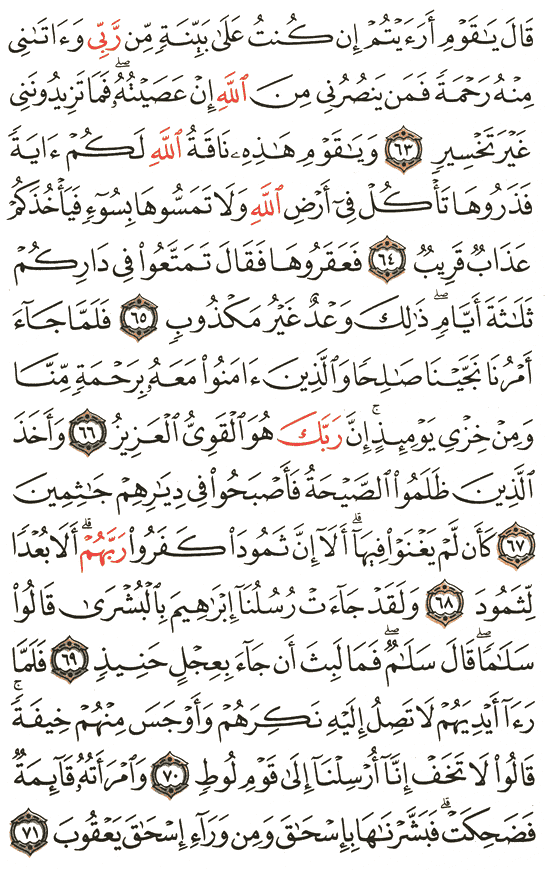 قَالَ يَـٰقَوْمِ أَرَءَيْتُمْ إِن كُنتُ عَلَىٰ بَيِّنَةٍ مِّن رَّبِّى وَءَاتَىٰنِى
مِنْهُ رَحْمَةً فَمَن يَنصُرُنِى مِنَ ٱللَّهِ إِنْ عَصَيْتُهُۥ ۖ فَمَا تَزِيدُونَنِى
غَيْرَ تَخْسِيرٍ ٦٣ وَيَـٰقَوْمِ هَـٰذِهِۦ نَاقَةُ ٱللَّهِ لَكُمْ ءَايَةً
فَذَرُوهَا تَأْكُلْ فِىٓ أَرْضِ ٱللَّهِ وَلَا تَمَسُّوهَا بِسُوٓءٍ فَيَأْخُذَكُمْ
عَذَابٌ قَرِيبٌ ٦٤ فَعَقَرُوهَا فَقَالَ تَمَتَّعُوا۟ فِى دَارِكُمْ
ثَلَـٰثَةَ أَيَّامٍ ۖ ذَٰلِكَ وَعْدٌ غَيْرُ مَكْذُوبٍ ٦٥ فَلَمَّا جَآءَ
أَمْرُنَا نَجَّيْنَا صَـٰلِحًا وَٱلَّذِينَ ءَامَنُوا۟ مَعَهُۥ بِرَحْمَةٍ مِّنَّا
وَمِنْ خِزْىِ يَوْمِئِذٍ ۗ إِنَّ رَبَّكَ هُوَ ٱلْقَوِىُّ ٱلْعَزِيزُ ٦٦ وَأَخَذَ
ٱلَّذِينَ ظَلَمُوا۟ ٱلصَّيْحَةُ فَأَصْبَحُوا۟ فِى دِيَـٰرِهِمْ جَـٰثِمِينَ
٦٧ كَأَن لَّمْ يَغْنَوْا۟ فِيهَآ ۗ أَلَآ إِنَّ ثَمُودَا۟ كَفَرُوا۟ رَبَّهُمْ ۗ أَلَا بُعْدًا
لِّثَمُودَ ٦٨ وَلَقَدْ جَآءَتْ رُسُلُنَآ إِبْرَٰهِيمَ بِٱلْبُشْرَىٰ قَالُوا۟
سَلَـٰمًا ۖ قَالَ سَلَـٰمٌ ۖ فَمَا لَبِثَ أَن جَآءَ بِعِجْلٍ حَنِيذٍ ٦٩ فَلَمَّا
رَءَآ أَيْدِيَهُمْ لَا تَصِلُ إِلَيْهِ نَكِرَهُمْ وَأَوْجَسَ مِنْهُمْ خِيفَةً ۚ
قَالُوا۟ لَا تَخَفْ إِنَّآ أُرْسِلْنَآ إِلَىٰ قَوْمِ لُوطٍ ٧٠ وَٱمْرَأَتُهُۥ قَآئِمَةٌ
فَضَحِكَتْ ۗ فَبَشَّرْنَـٰهَا بِإِسْحَـٰقَ وَمِن وَرَآءِ إِسْحَـٰقَ يَعْقُوبَ ٧١